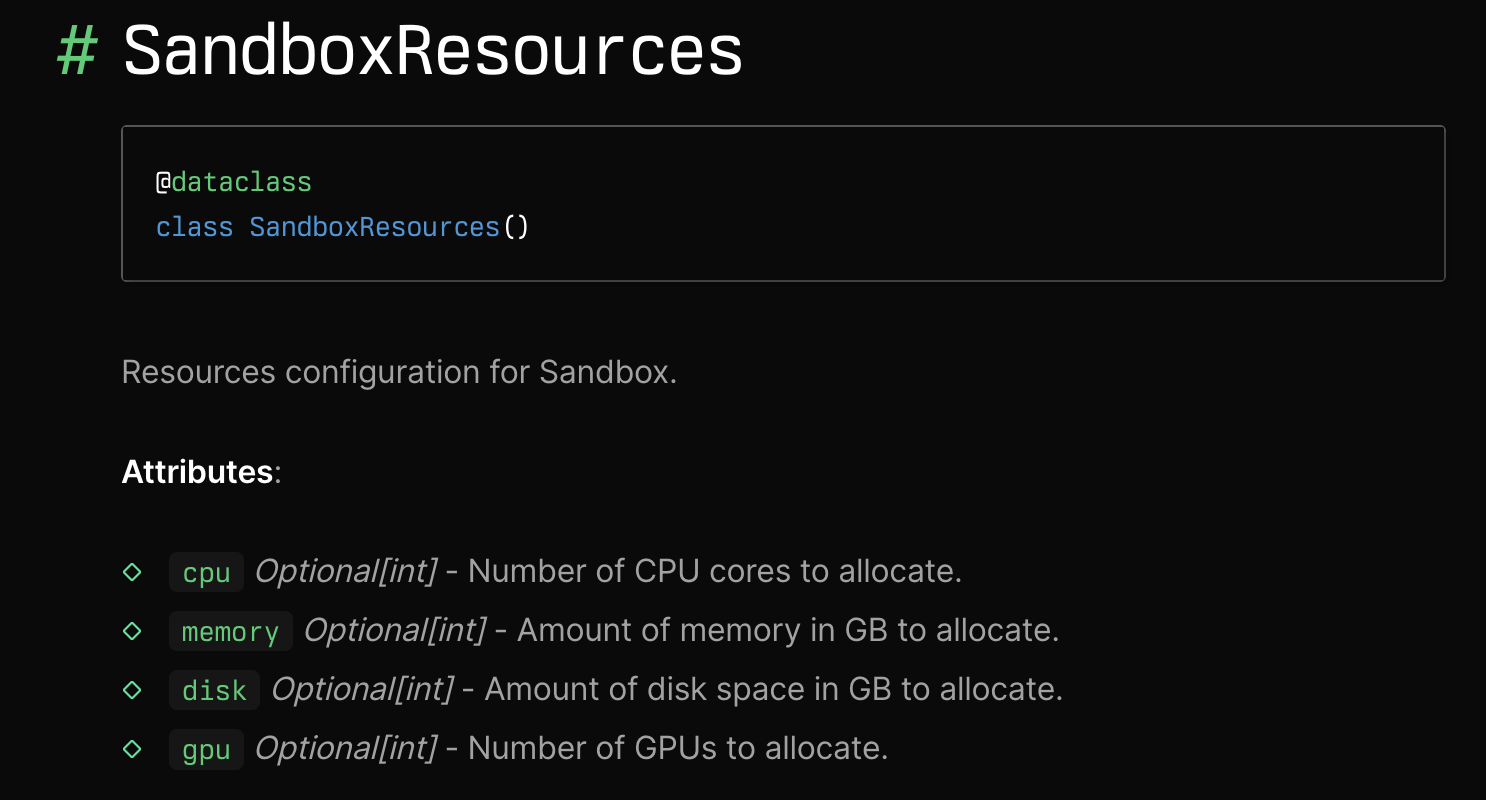 # SandboxResources
@dataclass
class SandboxResources()
Resources configuration for Sandbox.
Attributes:
cpu Optional[int] - Number of CPU cores to allocate.
memory Optional[int] - Amount of memory in GB to allocate.
disk Optional[int] - Amount of disk space in GB to allocate.
gpu Optional[int] - Number of GPUs to allocate.